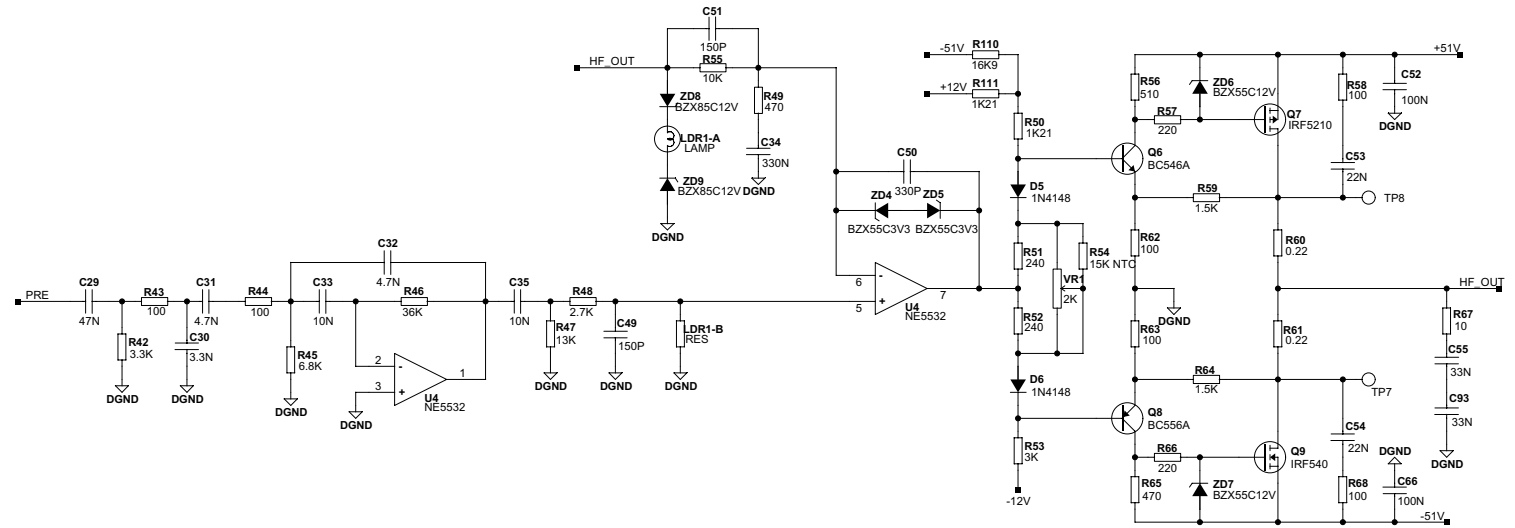 C51
150P
HF_OUT
R55
10K
ZD8
BZX85C12V
R49
470
LDR1-A
LAMP
C34
330N
ZD9
BZX85C12V
DGND
DGND
-51V
R110
16K9
+12V
R111
1K21
R50
1K21
C50
330P
ZD4
ZD5
BZX55C3V3
BZX55C3V3
D5
1N4148
R51
240
R54
15K NTC
VR1
2K
R52
240
D6
1N4148
R53
3K
-12V
6
-
5
+
7
U4
NE5532
+51V
R56
510
ZD6
BZX55C12V
R57
220
Q7
IRF5210
R58
100
C52
100N
DGND
C53
22N
Q6
BC546A
R59
1.5K
TP8
R62
100
R60
0.22
HF_OUT
DGND
R63
100
R61
0.22
R67
10
C55
33N
R64
1.5K
TP7
C93
33N
Q8
BC556A
C54
22N
DGND
DGND
R66
220
Q9
IRF540
R65
470
ZD7
BZX55C12V
R68
100
C66
100N
-51V
PRE
C29
47N
R43
100
C31
4.7N
R44
100
C32
4.7N
C33
10N
R46
36K
C35
10N
R48
2.7K
R42
3.3K
C30
3.3N
R45
6.8K
R47
13K
C49
150P
LDR1-B
RES
DGND
DGND
DGND
DGND
DGND
DGND
DGND
2
-
3
+
1
U4
NE5532